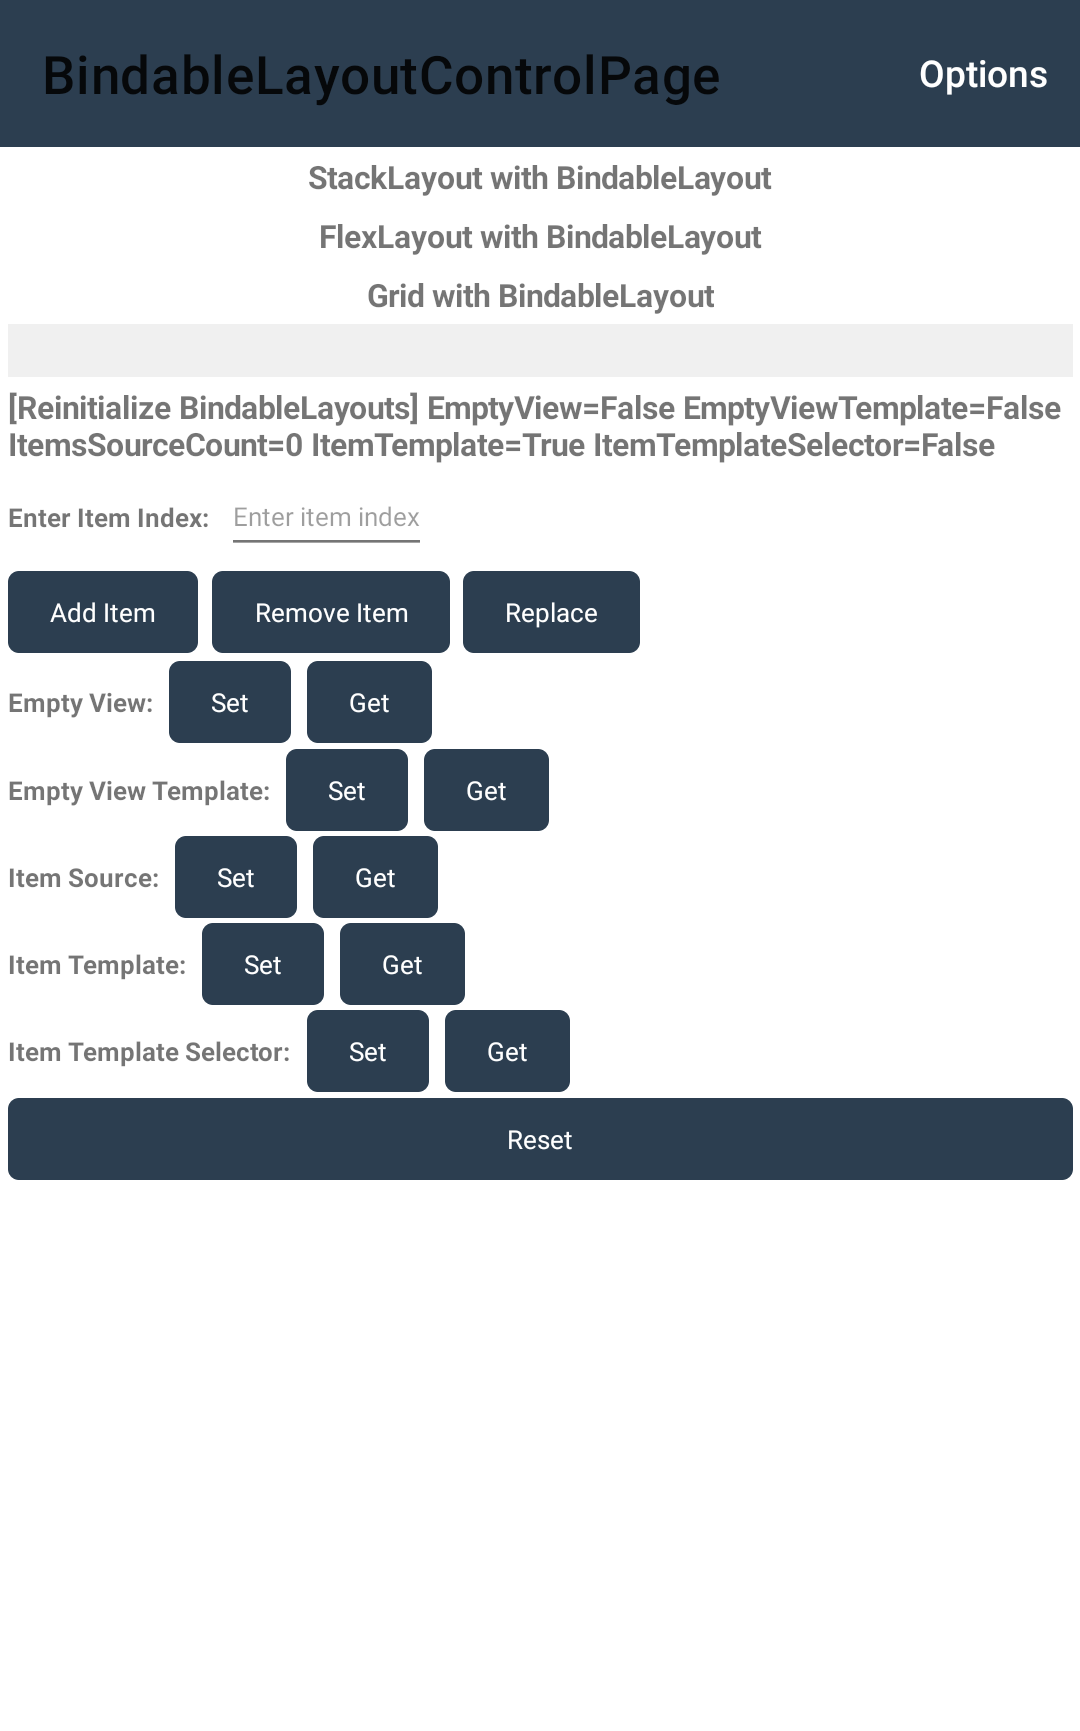 BindableLayoutControlPage Options
StackLayout with BindableLayout
FlexLayout with BindableLayout
Grid with BindableLayout
[Reinitialize BindableLayouts] EmptyView=False EmptyViewTemplate=False
ItemsSourceCount=0 ItemTemplate=True ItemTemplateSelector=False
Enter Item Index: Enter item index
Add Item Remove Item Replace
Empty View: Set Get
Empty View Template: Set Get
Item Source: Set Get
Item Template: Set Get
Item Template Selector: Set Get
Reset